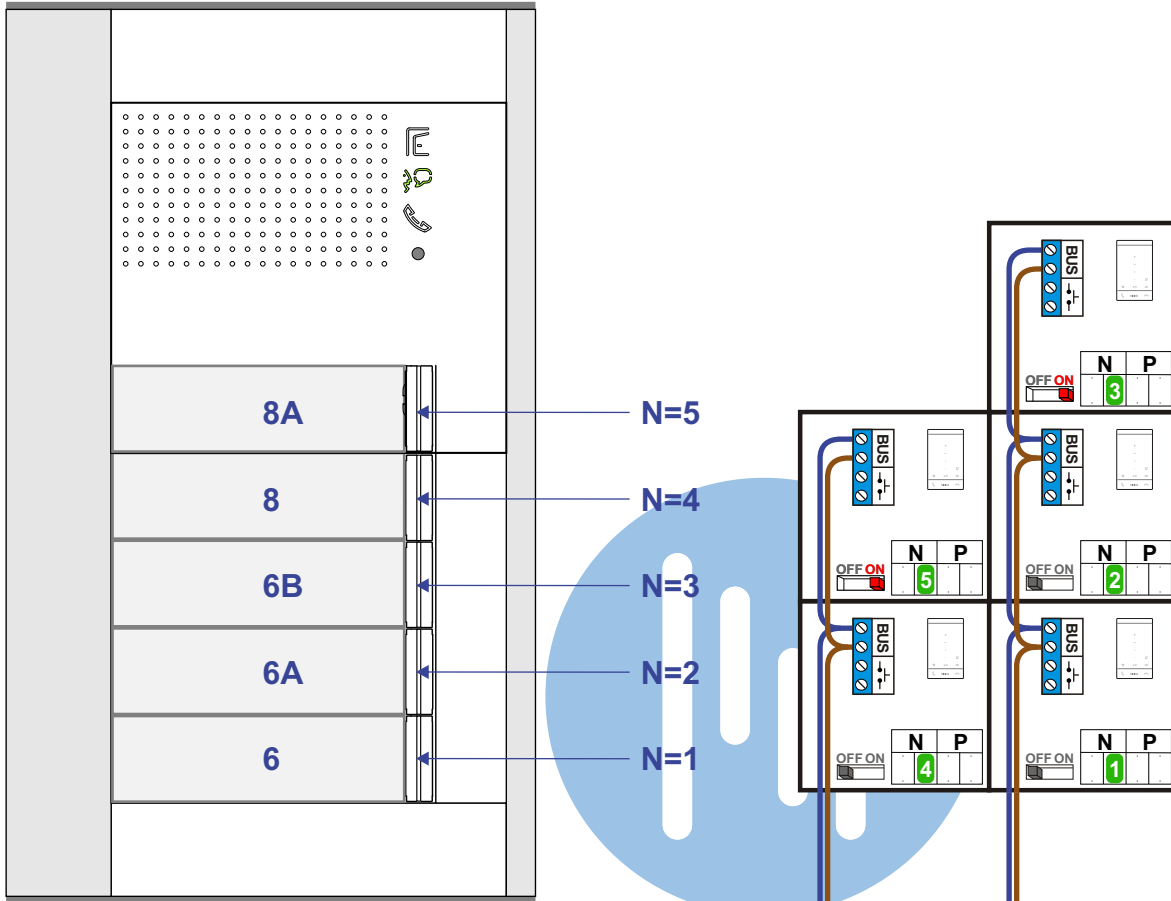 8A
N=5
8
N=4
6B
N=3
6A
N=2
6
N=1
BUS
OFF ON
N P
3
BUS
OFF ON
N P
5
BUS
OFF ON
N P
2
BUS
OFF ON
N P
4
BUS
OFF ON
N P
1